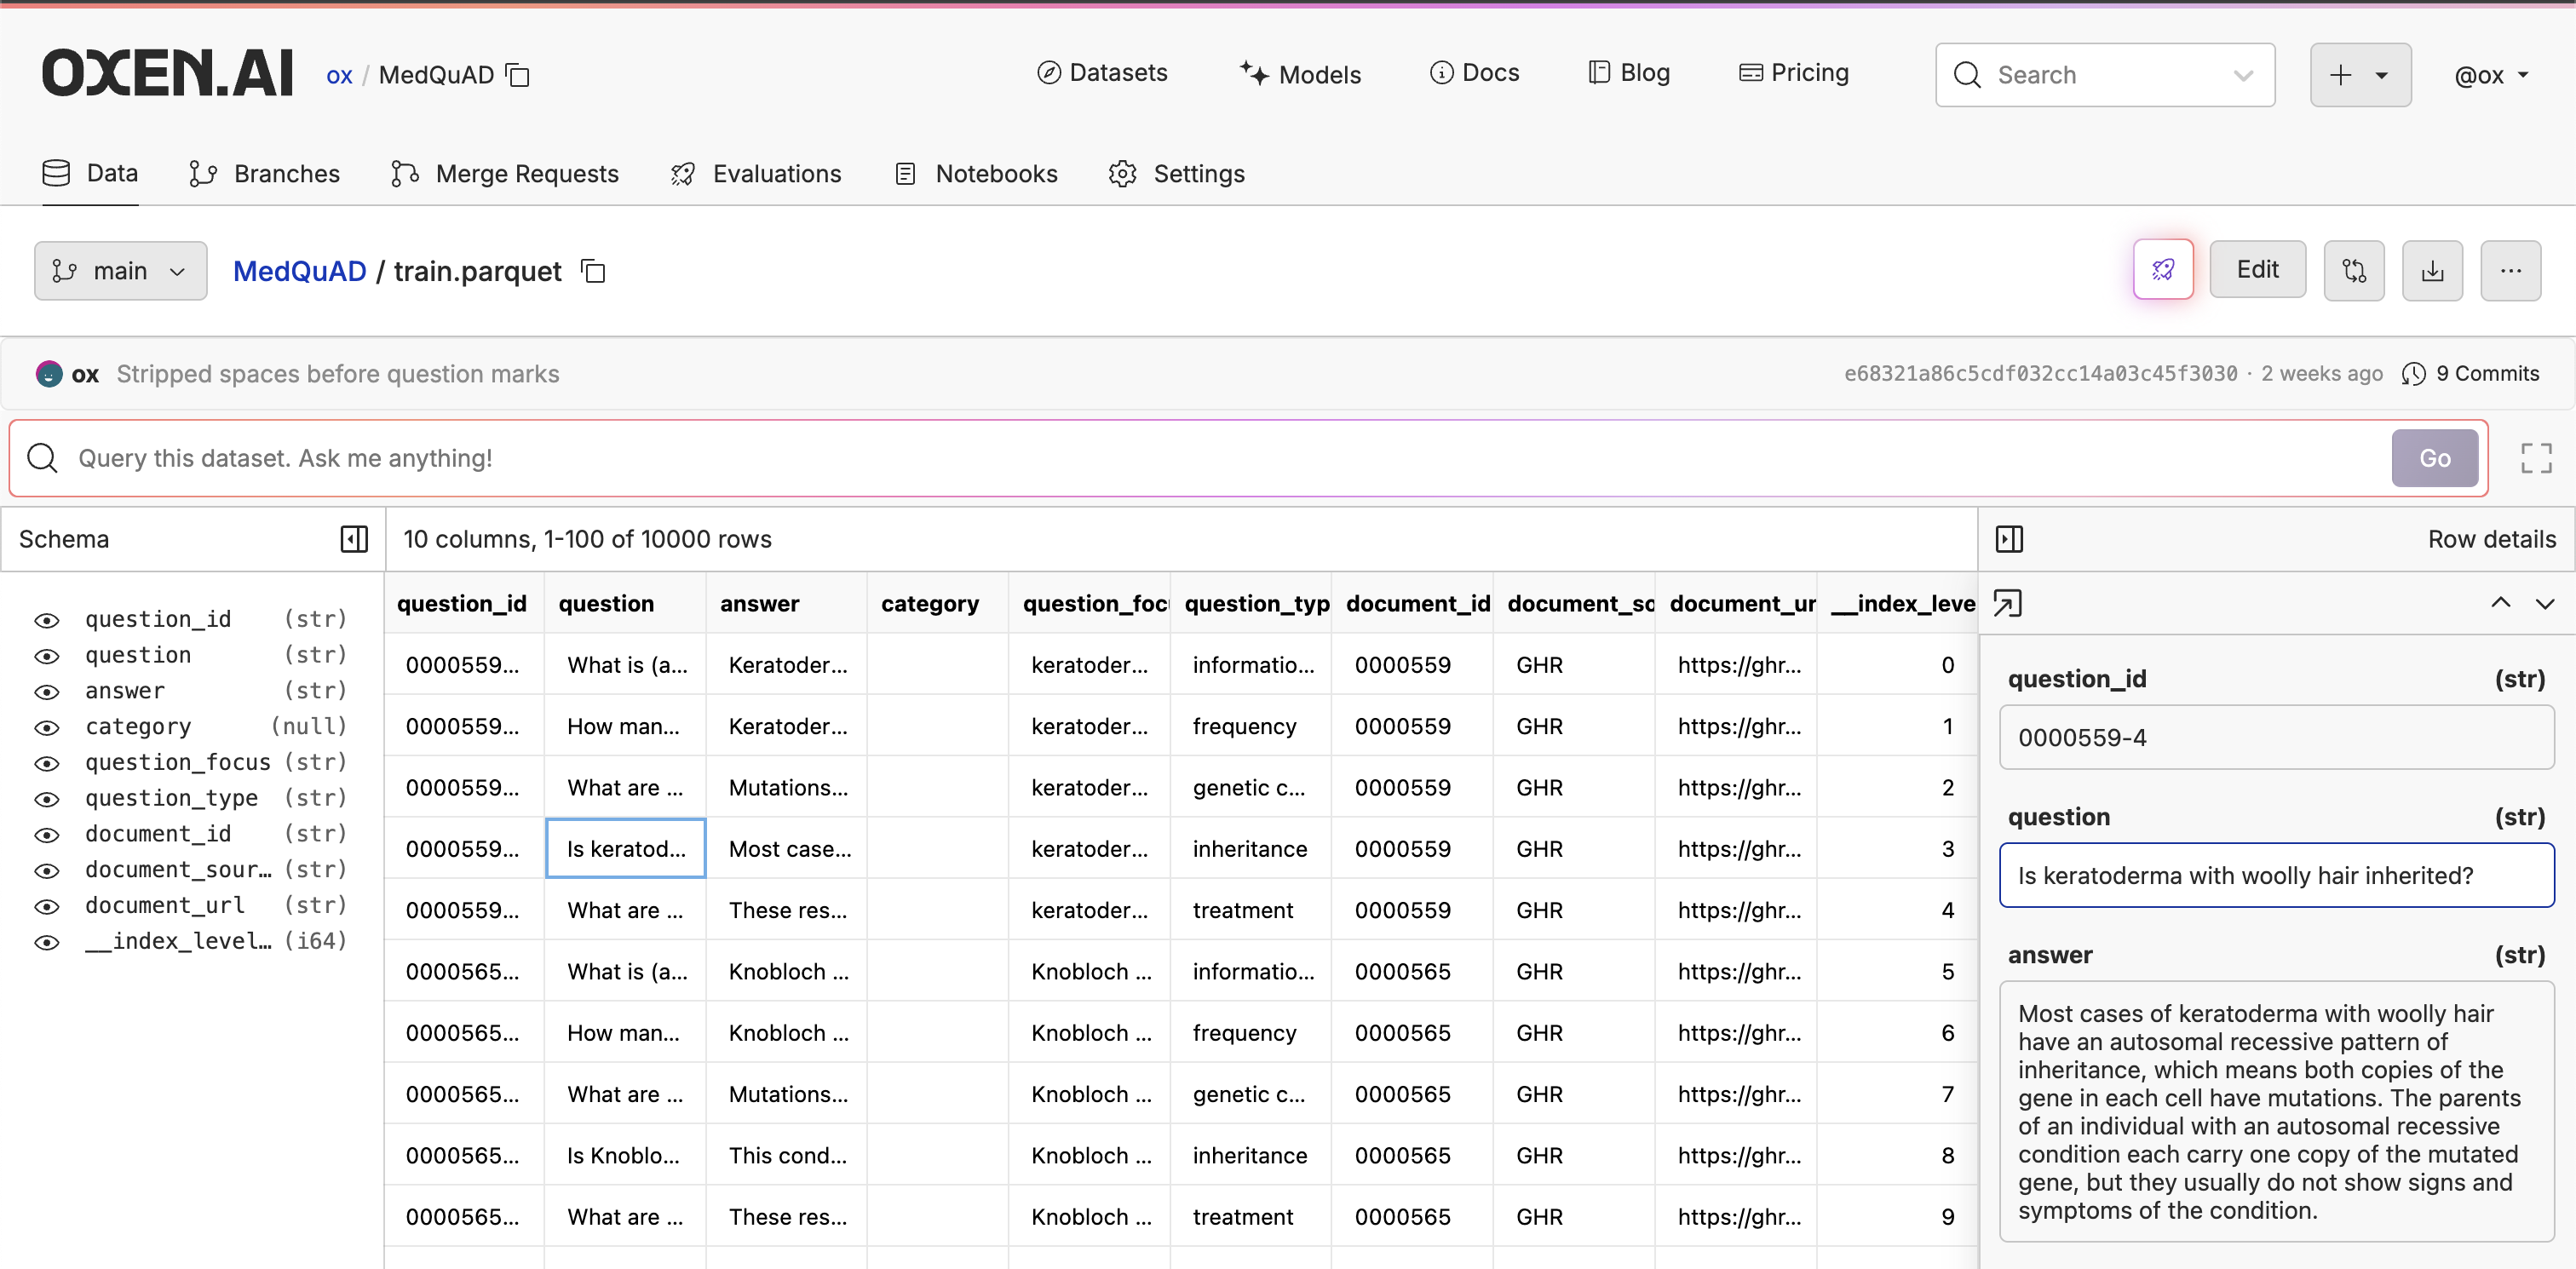 OXEN.AI ox / MedQuAD Datasets Models Docs Blog Pricing Search @ox
Data Branches Merge Requests Evaluations Notebooks Settings
main MedQuAD / train.parquet Edit ...
ox Stripped spaces before question marks e68321a86c5cdf032cc14a03c45f3030 · 2 weeks ago 9 Commits
Query this dataset. Ask me anything! Go
Schema
question_id (str)
question (str)
answer (str)
category (null)
question_focus (str)
question_type (str)
document_id (str)
document_sour... (str)
document_url (str)
__index_level... (i64)
10 columns, 1-100 of 10000 rows
question_id question answer category question_foc question_typ document_id document_so document_ur __index_leve
0000559... What is (a... Keratoder... keratoder... informatio... 0000559 GHR https://ghr... 0
0000559... How man... Keratoder... keratoder... frequency 0000559 GHR https://ghr... 1
0000559... What are ... Mutations... keratoder... genetic c... 0000559 GHR https://ghr... 2
0000559... Is keratod... Most case... keratoder... inheritance 0000559 GHR https://ghr... 3
0000559... What are ... These res... keratoder... treatment 0000559 GHR https://ghr... 4
0000565... What is (a... Knobloch ... Knobloch ... informatio... 0000565 GHR https://ghr... 5
0000565... How man... Knobloch ... Knobloch ... frequency 0000565 GHR https://ghr... 6
0000565... What are ... Mutations... Knobloch ... genetic c... 0000565 GHR https://ghr... 7
0000565... Is Knoblo... This cond... Knobloch ... inheritance 0000565 GHR https://ghr... 8
0000565... What are ... These res... Knobloch ... treatment 0000565 GHR https://ghr... 9
Row details
question_id (str)
0000559-4
question (str)
Is keratoderma with woolly hair inherited?
answer (str)
Most cases of keratoderma with woolly hair
have an autosomal recessive pattern of
inheritance, which means both copies of the
gene in each cell have mutations. The parents
of an individual with an autosomal recessive
condition each carry one copy of the mutated
gene, but they usually do not show signs and
symptoms of the condition.